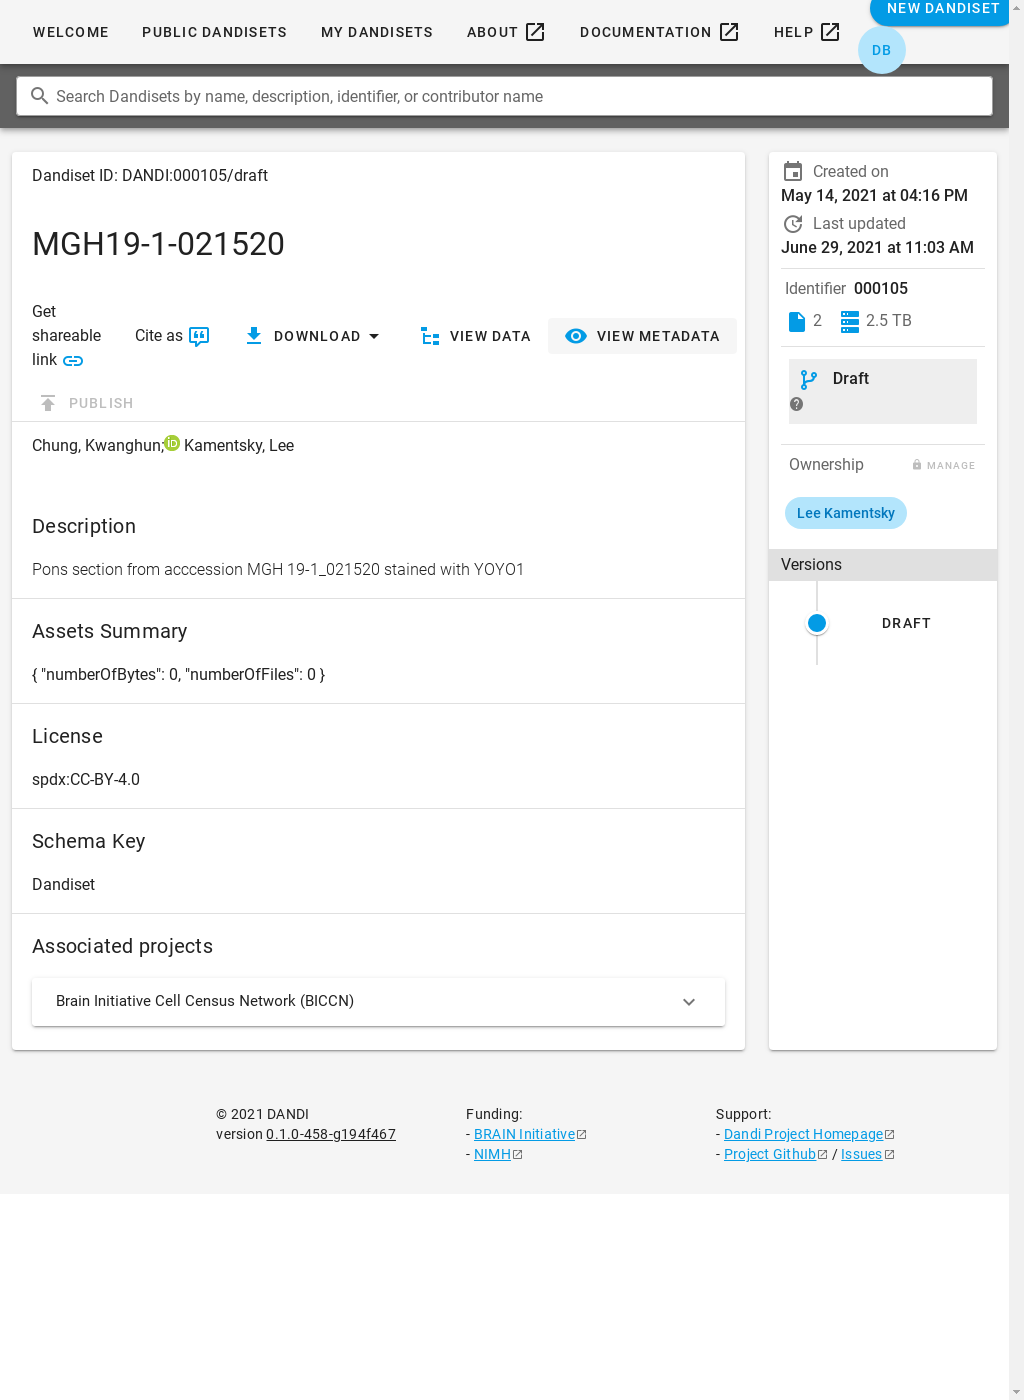 WELCOME
PUBLIC DANDISETS
MY DANDISETS
ABOUT
DOCUMENTATION
HELP
NEW DANDISET
DB
Search Dandisets by name, description, identifier, or contributor name
Dandiset ID: DANDI:000105/draft
MGH19-1-021520
Get
shareable
link
Cite as
DOWNLOAD
VIEW DATA
VIEW METADATA
PUBLISH
Chung, Kwanghun; iD Kamentsky, Lee
Description
Pons section from acccession MGH 19-1_021520 stained with YOYO1
Assets Summary
{ "numberOfBytes": 0, "numberOfFiles": 0 }
License
spdx:CC-BY-4.0
Schema Key
Dandiset
Associated projects
Brain Initiative Cell Census Network (BICCN)
Created on
May 14, 2021 at 04:16 PM
Last updated
June 29, 2021 at 11:03 AM
Identifier 000105
2
2.5 TB
Draft
Ownership
MANAGE
Lee Kamentsky
Versions
DRAFT
© 2021 DANDI
version 0.1.0-458-g194f467
Funding:
- BRAIN Initiative
- NIMH
Support:
- Dandi Project Homepage
- Project Github / Issues